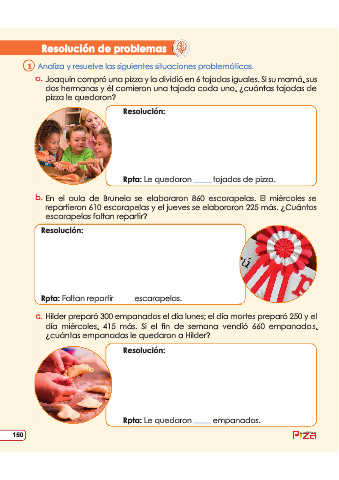 Resolución de problemas
1 Analiza y resuelve las siguientes situaciones problemáticas.
a. Joaquín compró una pizza y la dividió en 6 tajadas iguales. Si su mamá, sus
dos hermanas y él comieron una tajada cada uno, ¿cuántas tajadas de
pizza le quedaron?
Resolución:
Rpta: Le quedaron _____ tajadas de pizza.
b. En el aula de Brunela se elaboraron 860 escarapelas. El miércoles se
repartieron 610 escarapelas y el jueves se elaboraron 225 más. ¿Cuántas
escarapelas faltan repartir?
Resolución:
Rpta: Faltan repartir _____ escarapelas.
c. Hilder preparó 300 empanadas el día lunes; el día martes preparó 250 y el
día miércoles, 415 más. Si el fin de semana vendió 660 empanadas,
¿cuántas empanadas le quedaron a Hilder?
Resolución:
Rpta: Le quedaron _____ empanadas.
150